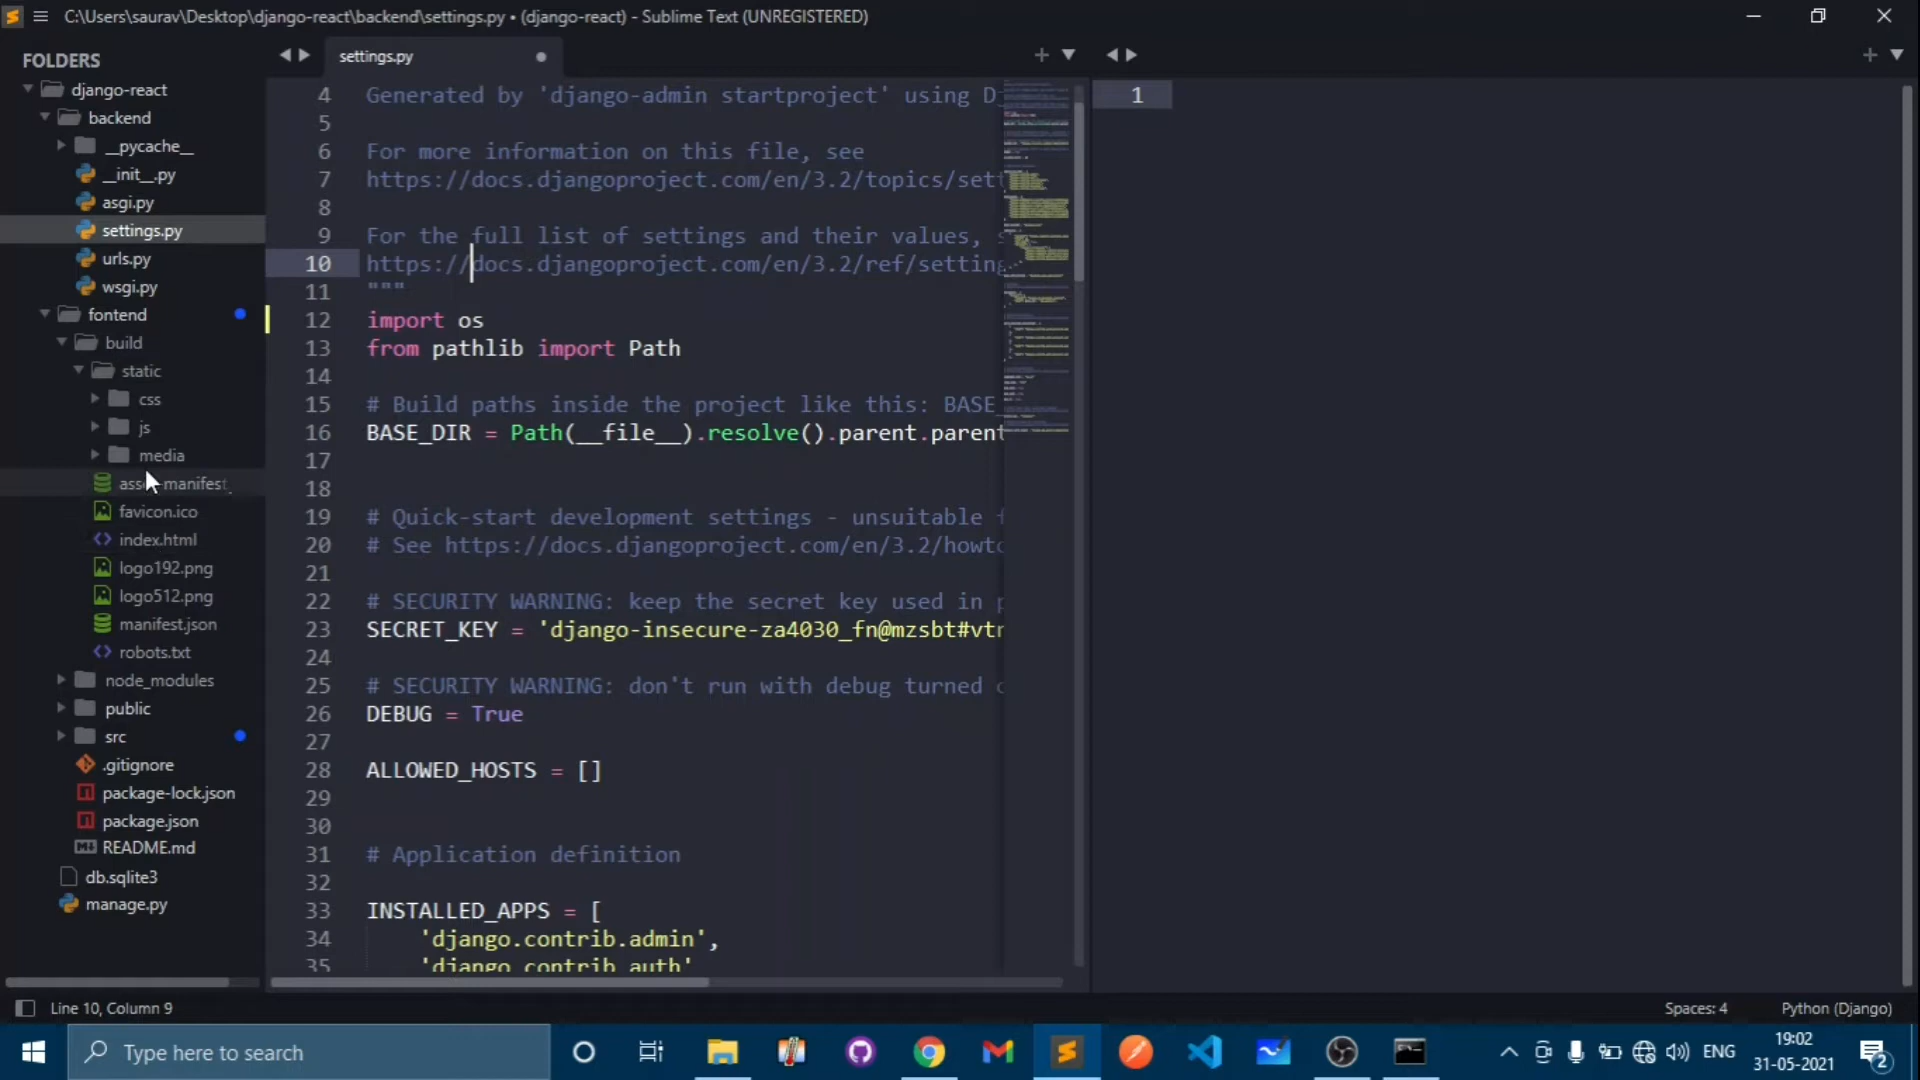 C:\Users\saurav\Desktop\django-react\backend\settings.py • (django-react) - Sublime Text (UNREGISTERED)
FOLDERS
django-react
backend
__pycache__
__init__.py
asgi.py
settings.py
urls.py
wsgi.py
fontend
build
static
css
js
media
manifest
favicon.ico
index.html
logo192.png
logo512.png
manifest.json
robots.txt
node_modules
public
src
.gitignore
package-lock.json
package.json
README.md
db.sqlite3
manage.py
settings.py
4 Generated by 'django-admin startproject' using
5
6 For more information on this file, see
7 https://docs.djangoproject.com/en/3.2/topics/
8
9 For the full list of settings and their values,
10 https://docs.djangoproject.com/en/3.2/ref/
11 """
12 import os
13 from pathlib import Path
14
15 # Build paths inside the project like this: BASE_
16 BASE_DIR = Path(__file__).resolve().parent.parent
17
18
19 # Quick-start development settings - unsuitable
20 # See https://docs.djangoproject.com/en/3.2/
21
22 # SECURITY WARNING: keep the secret key used in
23 SECRET_KEY = 'django-insecure-za4030_fn@mzsbt#vtr
24
25 # SECURITY WARNING: don't run with debug turned
26 DEBUG = True
27
28 ALLOWED_HOSTS = []
29
30
31 # Application definition
32
33 INSTALLED_APPS = [
34 'django.contrib.admin',
35 'django.contrib.auth'
1
Line 10, Column 9
Spaces: 4
Python (Django)
Type here to search
ENG
19:02
31-05-2021
2